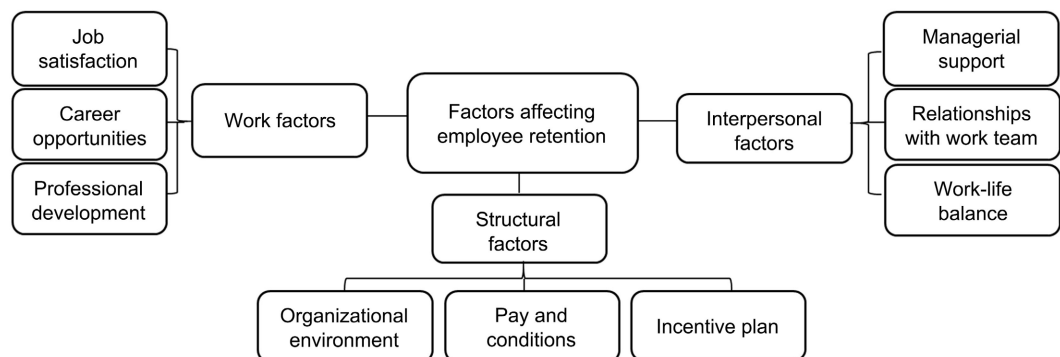 Job
satisfaction
Career
opportunities
Professional
development
Work factors
Factors affecting
employee retention
Interpersonal
factors
Managerial
support
Relationships
with work team
Work-life
balance
Structural
factors
Organizational
environment
Pay and
conditions
Incentive plan